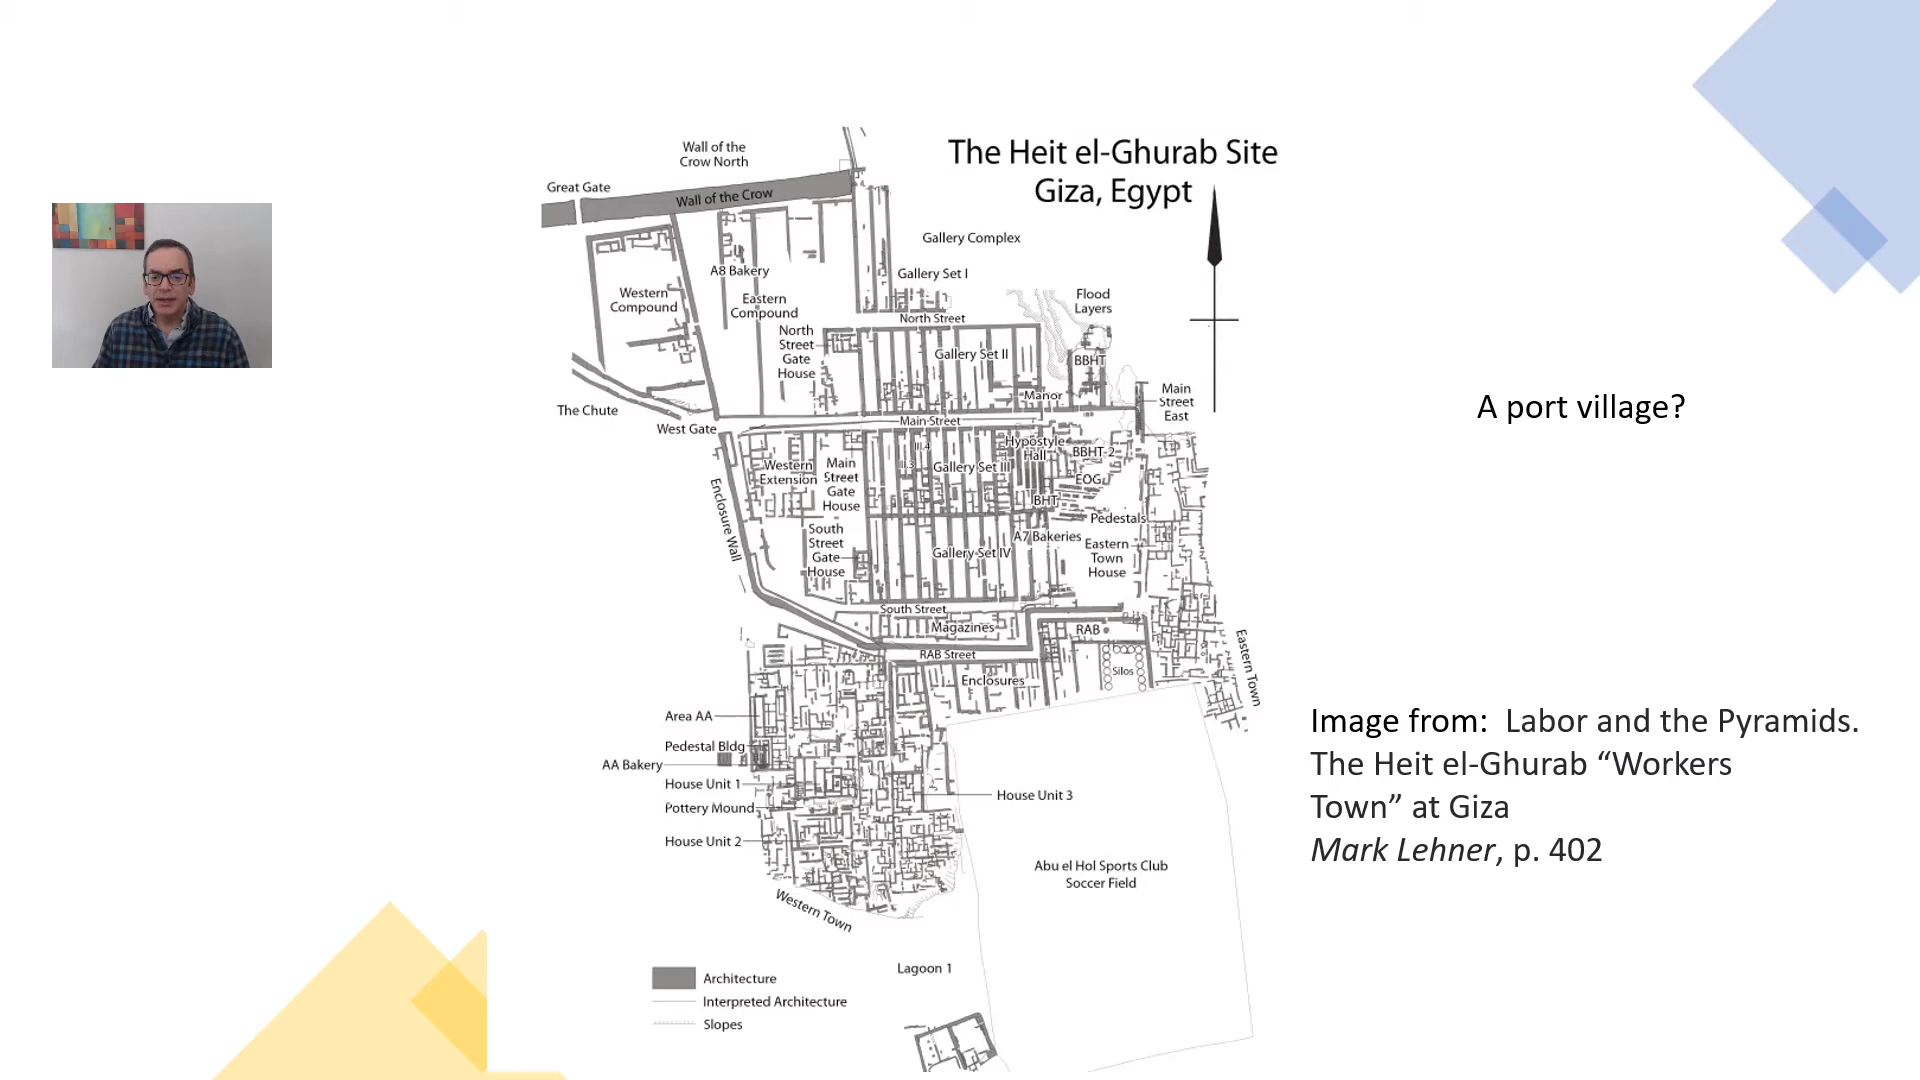 The Heit el-Ghurab Site
Giza, Egypt
Wall of the
Crow North
Great Gate
Wall of the Crow
Gallery Complex
Gallery Set I
A8 Bakery
Western
Compound
Eastern
Compound
Flood
Layers
North Street
North
Street
Gate
House
Gallery Set II
BBHT
Manor
Main
Street
East
The Chute
West Gate
Main Street
Hypostyle
Hall
BBHT-2
III.4
III.3
Gallery Set III
Western
Extension
Main
Street
Gate
House
EOG
BHT
Pedestals
Enclosure Wall
South
Street
Gate
House
A7 Bakeries
Gallery Set IV
Eastern
Town
House
South Street
Magazines
RAB
RAB Street
Enclosures
Silos
Eastern Town
Area AA
Pedestal Bldg
AA Bakery
House Unit 1
Pottery Mound
House Unit 2
House Unit 3
Abu el Hol Sports Club
Soccer Field
Western Town
Lagoon 1
Architecture
Interpreted Architecture
Slopes
A port village?
Image from: Labor and the Pyramids.
The Heit el-Ghurab “Workers
Town” at Giza
Mark Lehner, p. 402